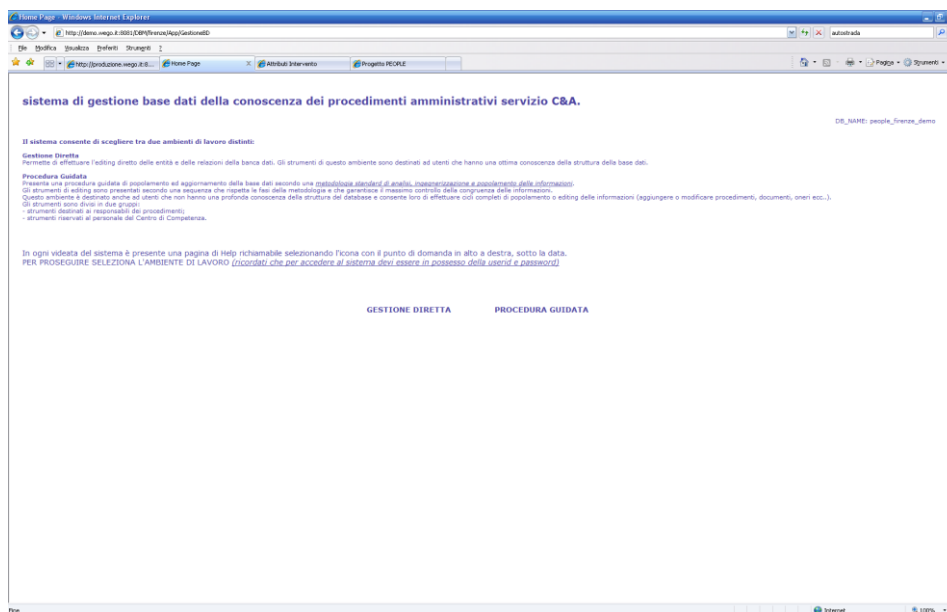 Home Page - Windows Internet Explorer
http://demo.wego.it:8081/DBM/firenze/App/GestioneBD
autostrada
File Modifica Visualizza Preferiti Strumenti ?
http://produzione.wego.it:8... Home Page X Attributi Intervento Progetto PEOPLE
Pagina Strumenti
sistema di gestione base dati della conoscenza dei procedimenti amministrativi servizio C&A.
DB_NAME: people_firenze_demo
Il sistema consente di scegliere tra due ambienti di lavoro distinti:
Gestione Diretta
Permette di effettuare l'editing diretto delle entità e delle relazioni della banca dati. Gli strumenti di questo ambiente sono destinati ad utenti che hanno una ottima conoscenza della struttura della base dati.
Procedura Guidata
Presenta una procedura guidata di popolamento ed aggiornamento della base dati secondo una metodologia standard di analisi, ingegnerizzazione e popolamento delle informazioni.
Gli strumenti di editing sono presentati secondo una sequenza che rispetta le fasi della metodologia e che garantisce il massimo controllo della congruenza delle informazioni.
Questo ambiente è destinato anche ad utenti che non hanno una profonda conoscenza della struttura del database e consente loro di effettuare cicli completi di popolamento o editing delle informazioni (aggiungere o modificare procedimenti, documenti, oneri ecc..).
Gli strumenti sono divisi in due gruppi:
- strumenti destinati ai responsabili dei procedimenti;
- strumenti riservati al personale del Centro di Competenza.
In ogni videata del sistema è presente una pagina di Help richiamabile selezionando l'icona con il punto di domanda in alto a destra, sotto la data.
PER PROSEGUIRE SELEZIONA L'AMBIENTE DI LAVORO (ricordati che per accedere al sistema devi essere in possesso della userid e password)
GESTIONE DIRETTA PROCEDURA GUIDATA
Fine Internet 100%